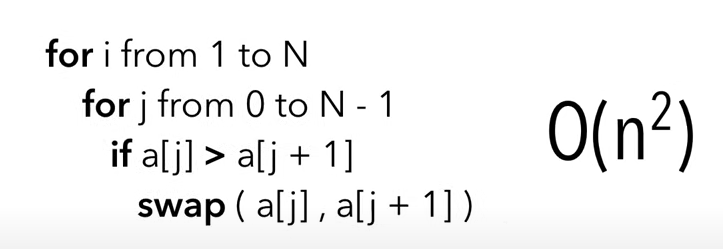 for i from 1 to N
for j from 0 to N - 1
if a[j] > a[j + 1]
swap ( a[j] , a[j + 1] )
O(n²)